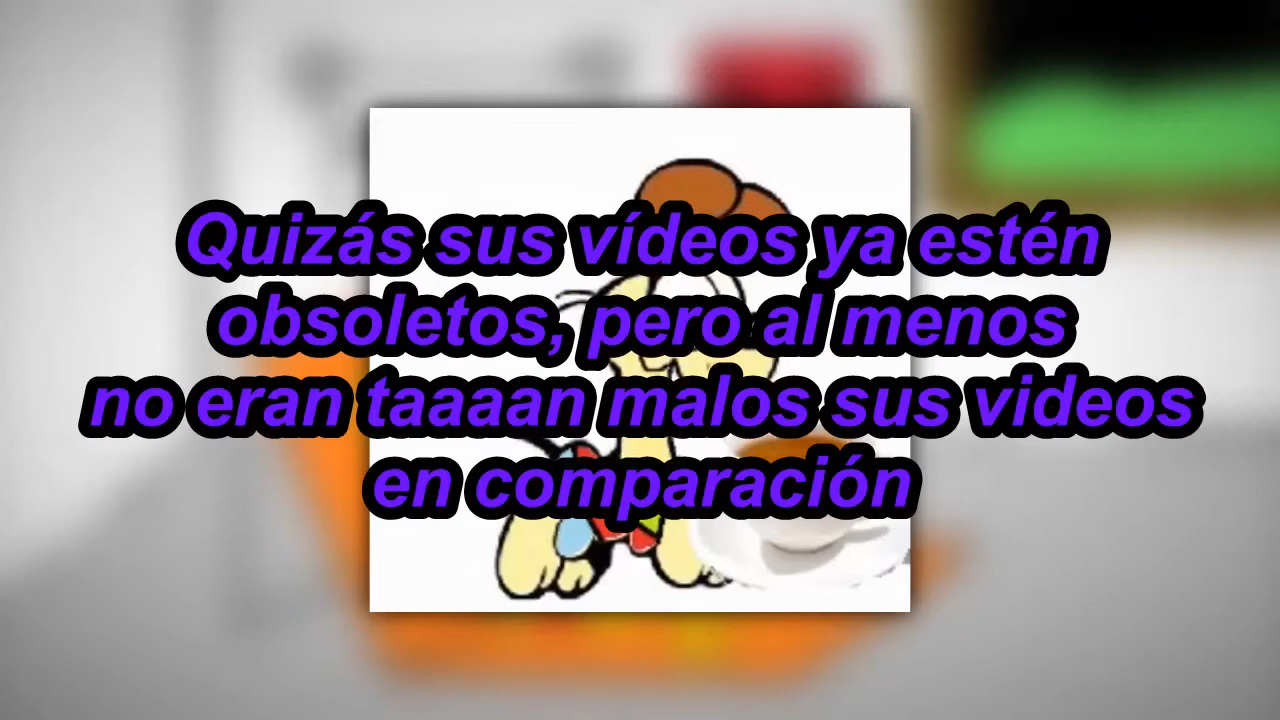 Quizás sus vídeos ya estén
obsoletos, pero al menos
no eran taaaan malos sus videos
en comparación